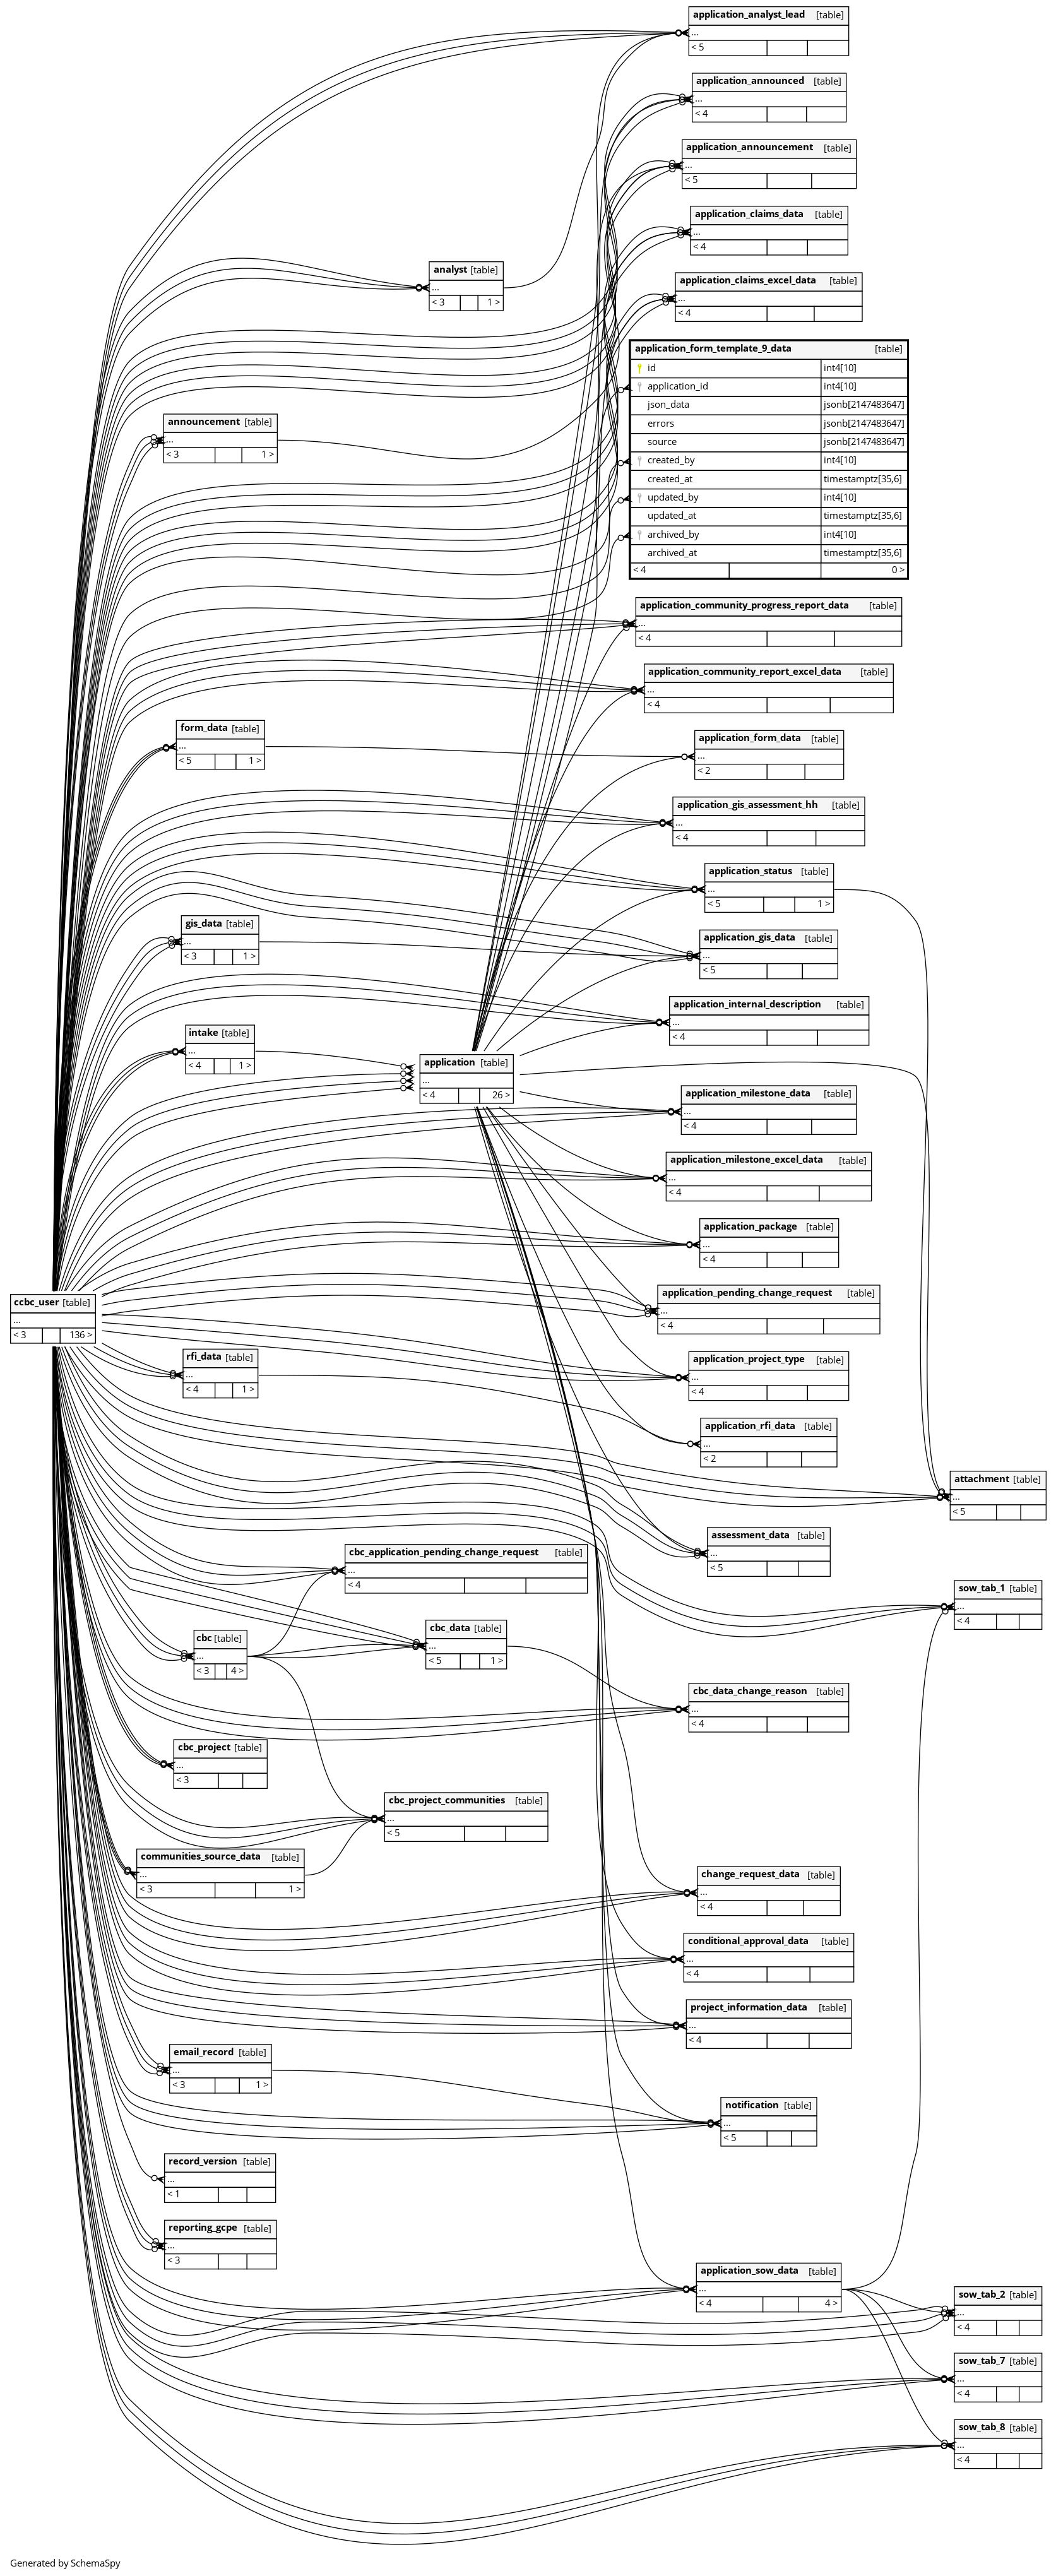 application_analyst_lead [table]
...
< 5
application_announced [table]
...
< 4
application_announcement [table]
...
< 5
application_claims_data [table]
...
< 4
analyst [table]
...
< 3 1 >
application_claims_excel_data [table]
...
< 4
application_form_template_9_data [table]
id int4[10]
application_id int4[10]
json_data jsonb[2147483647]
errors jsonb[2147483647]
source jsonb[2147483647]
created_by int4[10]
created_at timestamptz[35,6]
updated_by int4[10]
updated_at timestamptz[35,6]
archived_by int4[10]
archived_at timestamptz[35,6]
< 4 0 >
announcement [table]
...
< 3 1 >
application_community_progress_report_data [table]
...
< 4
application_community_report_excel_data [table]
...
< 4
form_data [table]
...
< 5 1 >
application_form_data [table]
...
< 2
application_gis_assessment_hh [table]
...
< 4
application_status [table]
...
< 5 1 >
gis_data [table]
...
< 3 1 >
application_gis_data [table]
...
< 5
application_internal_description [table]
...
< 4
intake [table]
...
< 4 1 >
application [table]
...
< 4 26 >
application_milestone_data [table]
...
< 4
application_milestone_excel_data [table]
...
< 4
application_package [table]
...
< 4
application_pending_change_request [table]
...
< 4
ccbc_user [table]
...
< 3 136 >
rfi_data [table]
...
< 4 1 >
application_project_type [table]
...
< 4
application_rfi_data [table]
...
< 2
attachment [table]
...
< 5
assessment_data [table]
...
< 5
cbc_application_pending_change_request [table]
...
< 4
sow_tab_1 [table]
...
< 4
cbc_data [table]
...
< 5 1 >
cbc [table]
...
< 3 4 >
cbc_data_change_reason [table]
...
< 4
cbc_project [table]
...
< 3
cbc_project_communities [table]
...
< 5
communities_source_data [table]
...
< 3 1 >
change_request_data [table]
...
< 4
conditional_approval_data [table]
...
< 4
project_information_data [table]
...
< 4
email_record [table]
...
< 3 1 >
notification [table]
...
< 5
record_version [table]
...
< 1
reporting_gcpe [table]
...
< 3
application_sow_data [table]
...
< 4 4 >
sow_tab_2 [table]
...
< 4
sow_tab_7 [table]
...
< 4
sow_tab_8 [table]
...
< 4
Generated by SchemaSpy